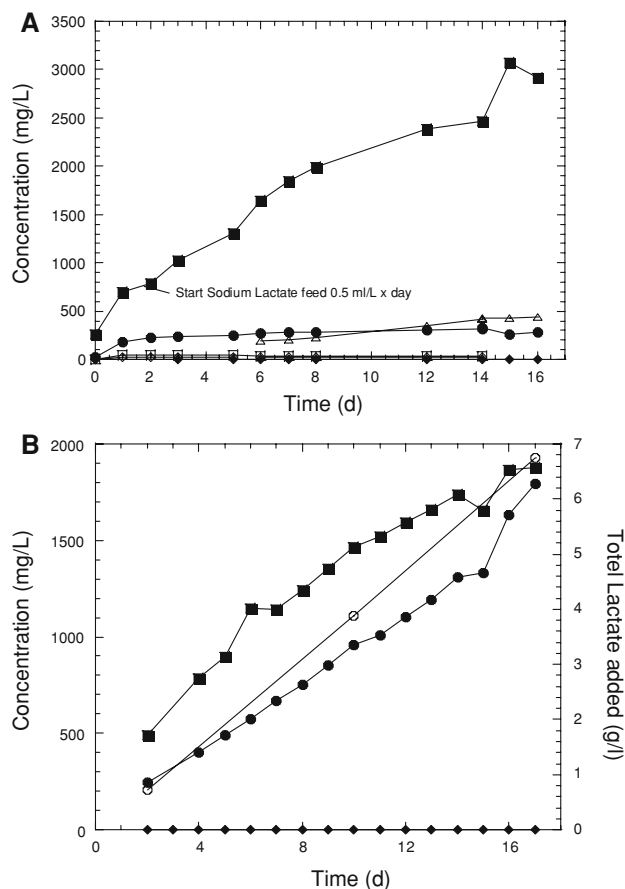 A
3500
3000
2500
2000
1500
1000
500
0
Concentration (mg/L)
Start Sodium Lactate feed 0.5 ml/L x day
0 2 4 6 8 10 12 14 16
Time (d)
B
2000
1500
1000
500
0
Concentration (mg/L)
7
6
5
4
3
2
1
0
Totel Lactate added (g/l)
0 4 8 12 16
Time (d)